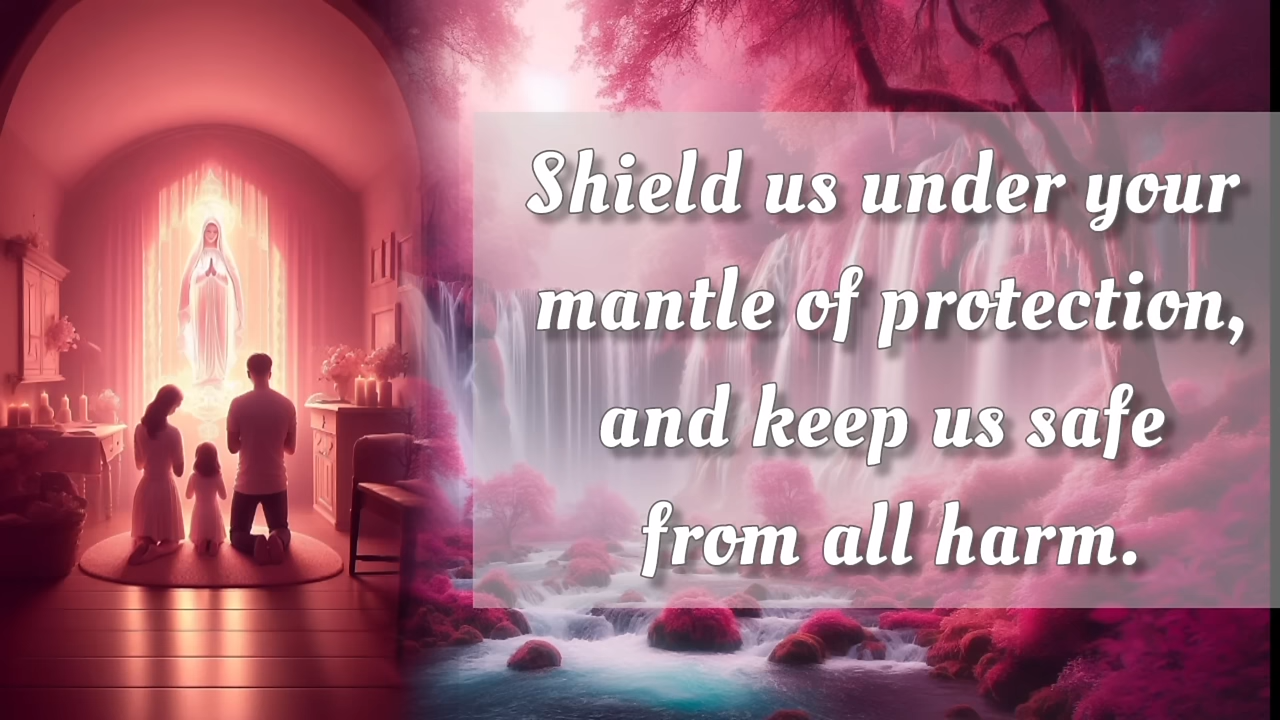 Shield us under your
mantle of protection,
and keep us safe
from all harm.